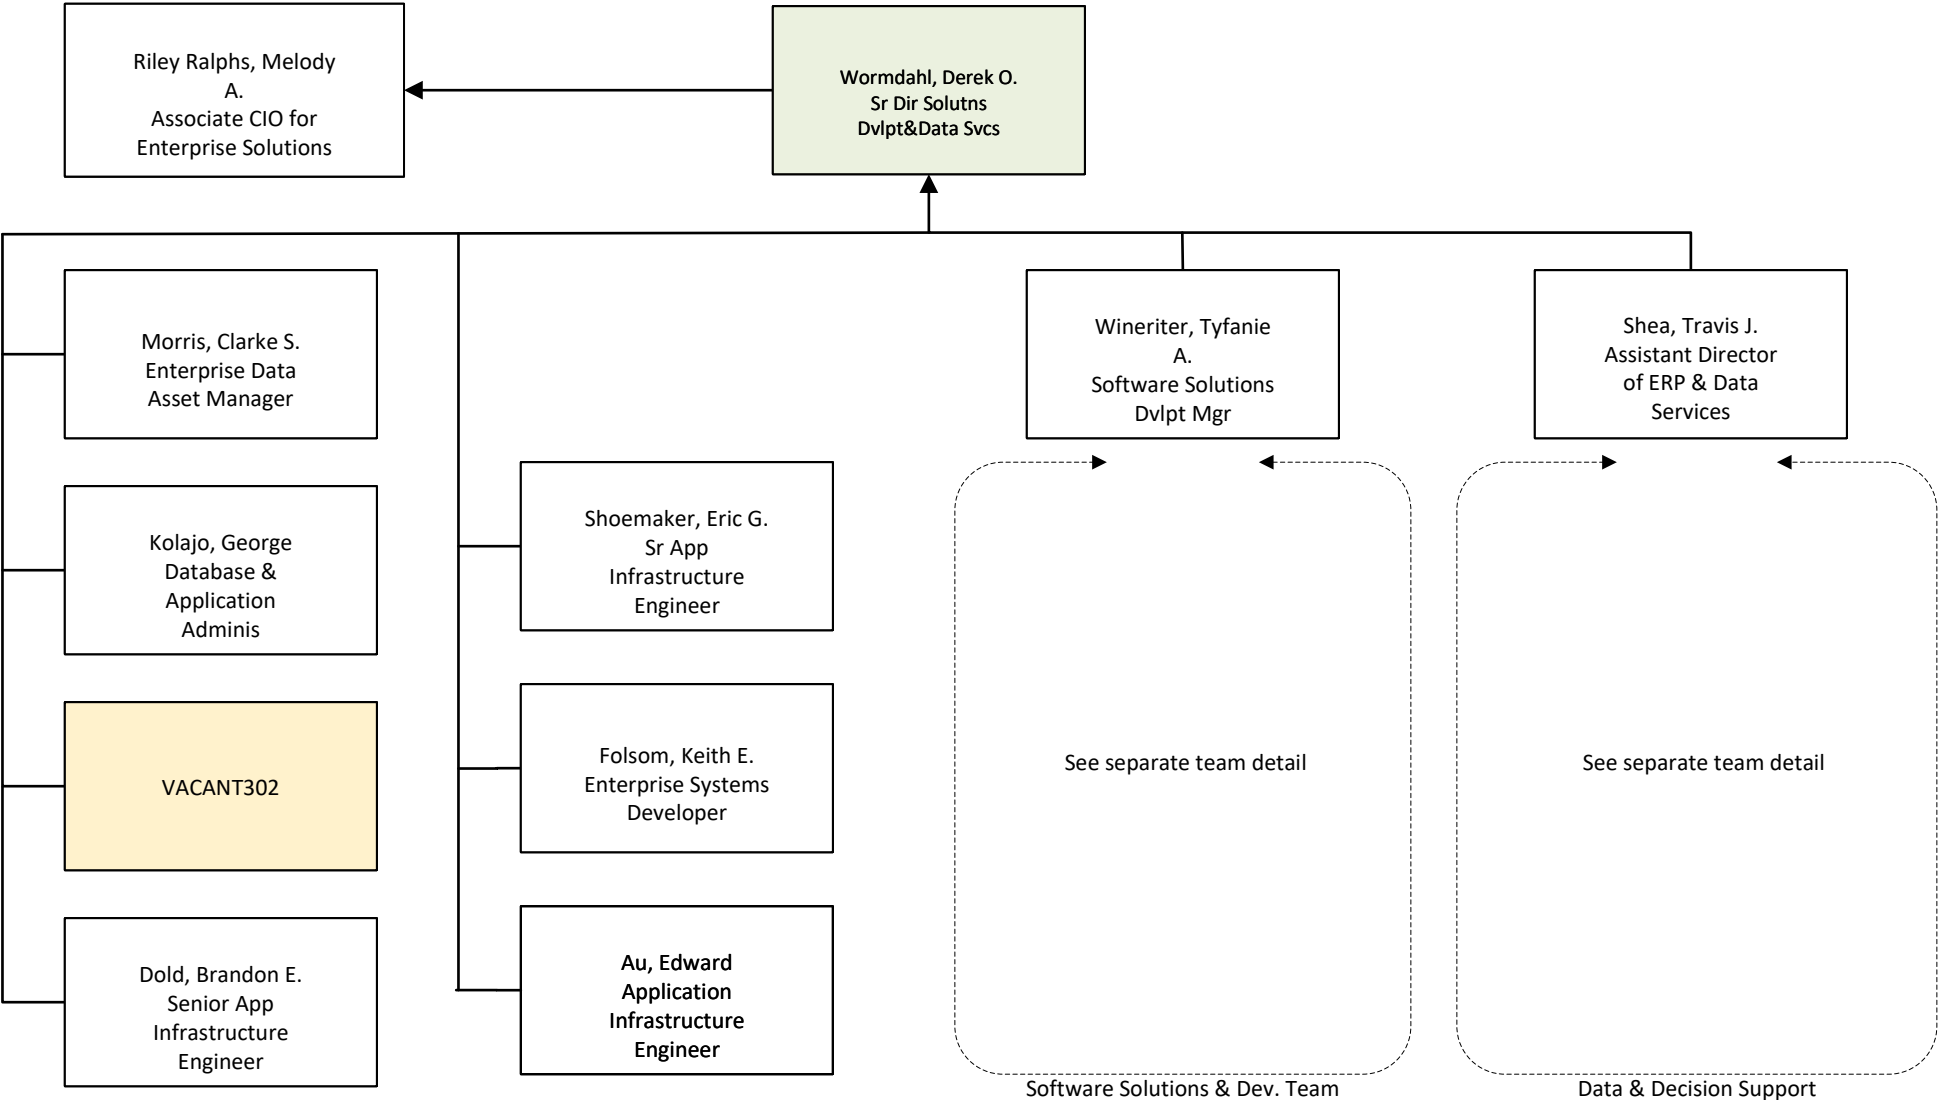 Riley Ralphs, Melody
A.
Associate CIO for
Enterprise Solutions
Wormdahl, Derek O.
Sr Dir Solutns
Dvlpt&Data Svcs
Morris, Clarke S.
Enterprise Data
Asset Manager
Kolajo, George
Database &
Application
Adminis
VACANT302
Dold, Brandon E.
Senior App
Infrastructure
Engineer
Shoemaker, Eric G.
Sr App
Infrastructure
Engineer
Folsom, Keith E.
Enterprise Systems
Developer
Au, Edward
Application
Infrastructure
Engineer
Wineriter, Tyfanie
A.
Software Solutions
Dvlpt Mgr
See separate team detail
Software Solutions & Dev. Team
Shea, Travis J.
Assistant Director
of ERP & Data
Services
See separate team detail
Data & Decision Support